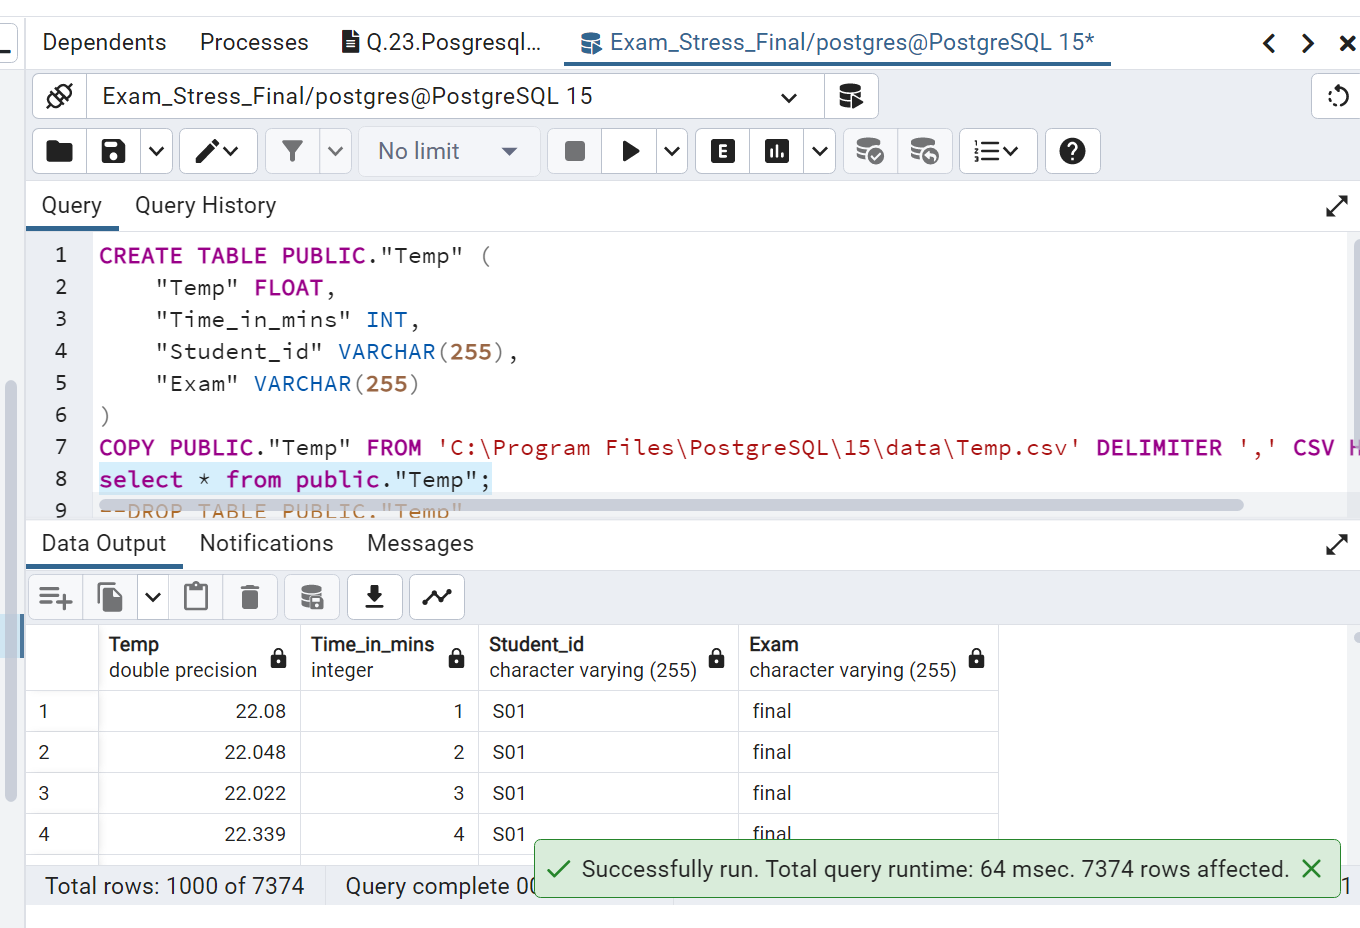 Dependents Processes Q.23.Posgresql... Exam_Stress_Final/postgres@PostgreSQL 15*
Exam_Stress_Final/postgres@PostgreSQL 15
No limit E
Query Query History
1 CREATE TABLE PUBLIC."Temp" (
2 "Temp" FLOAT,
3 "Time_in_mins" INT,
4 "Student_id" VARCHAR(255),
5 "Exam" VARCHAR(255)
6 )
7 COPY PUBLIC."Temp" FROM 'C:\Program Files\PostgreSQL\15\data\Temp.csv' DELIMITER ',' CSV H
8 select * from public."Temp";
9 --DROP TABLE PUBLIC."Temp"
Data Output Notifications Messages
Temp Time_in_mins Student_id Exam
double precision integer character varying (255) character varying (255)
1 22.08 1 S01 final
2 22.048 2 S01 final
3 22.022 3 S01 final
4 22.339 4 S01 final
Successfully run. Total query runtime: 64 msec. 7374 rows affected.
Total rows: 1000 of 7374 Query complete 00 1